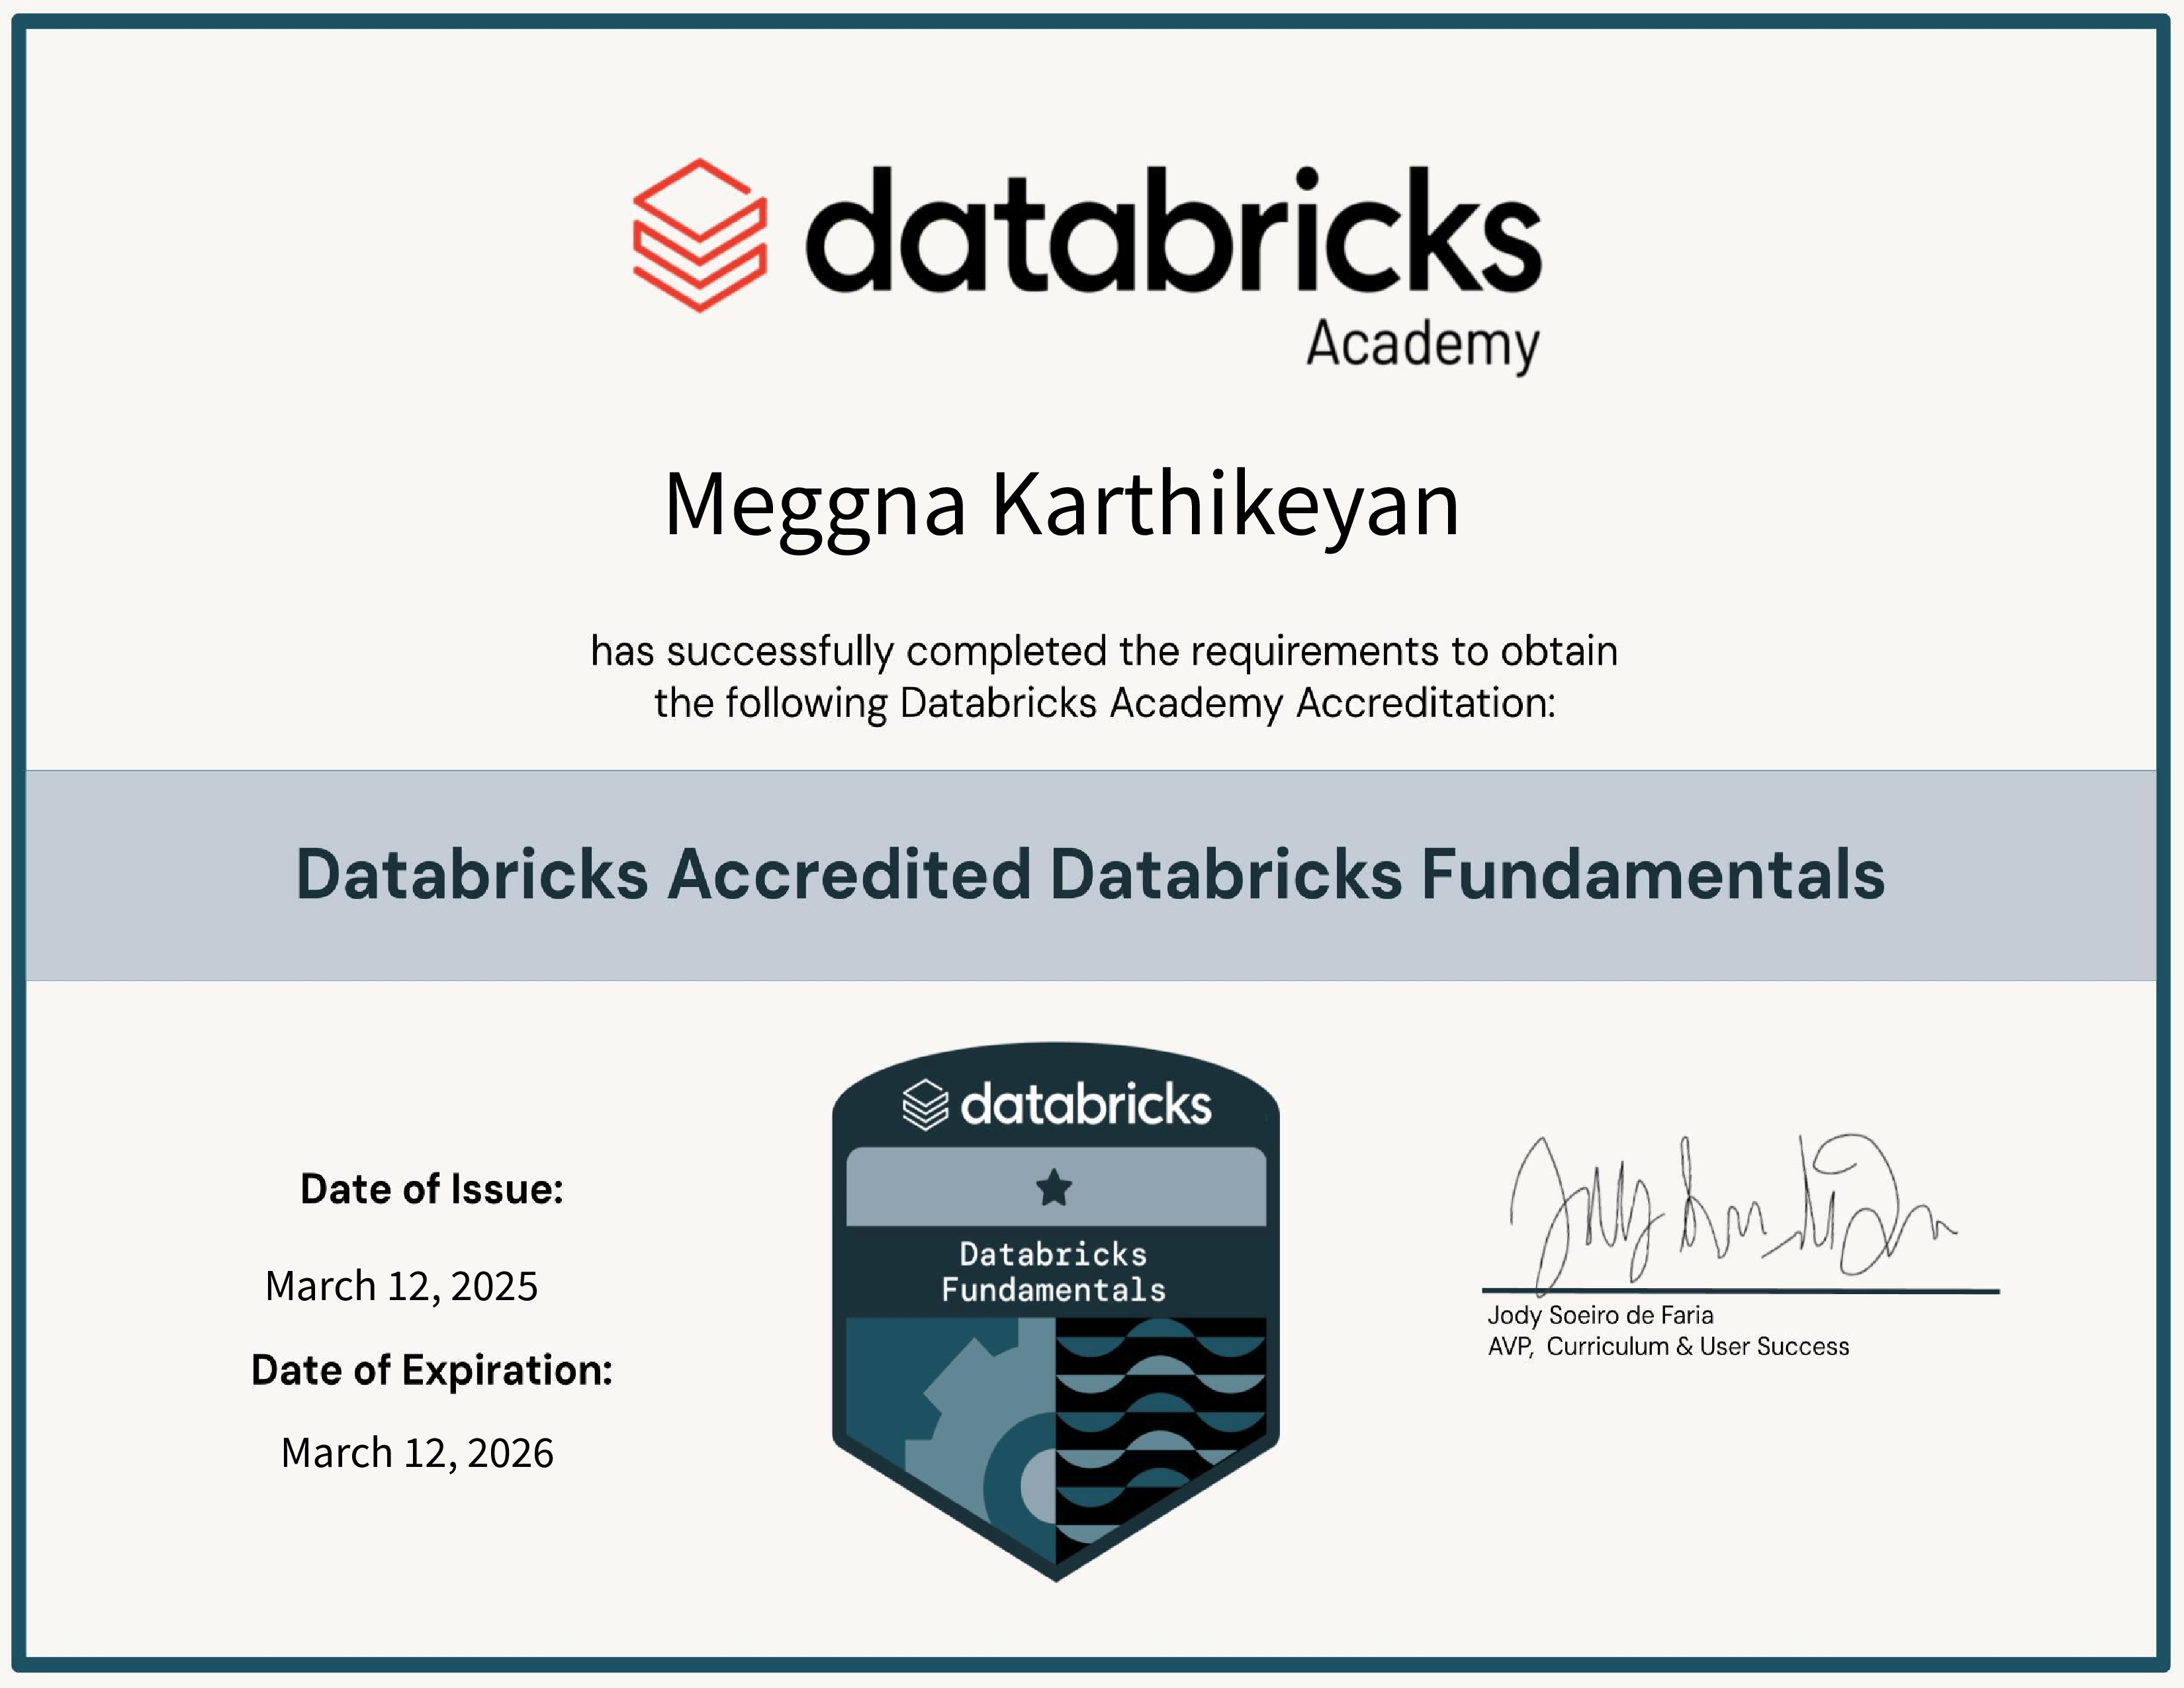 databricks
Academy
Meggna Karthikeyan
has successfully completed the requirements to obtain
the following Databricks Academy Accreditation:
Databricks Accredited Databricks Fundamentals
Date of Issue:
March 12, 2025
Date of Expiration:
March 12, 2026
databricks
Databricks
Fundamentals
Jody Soeiro de Faria
AVP, Curriculum & User Success